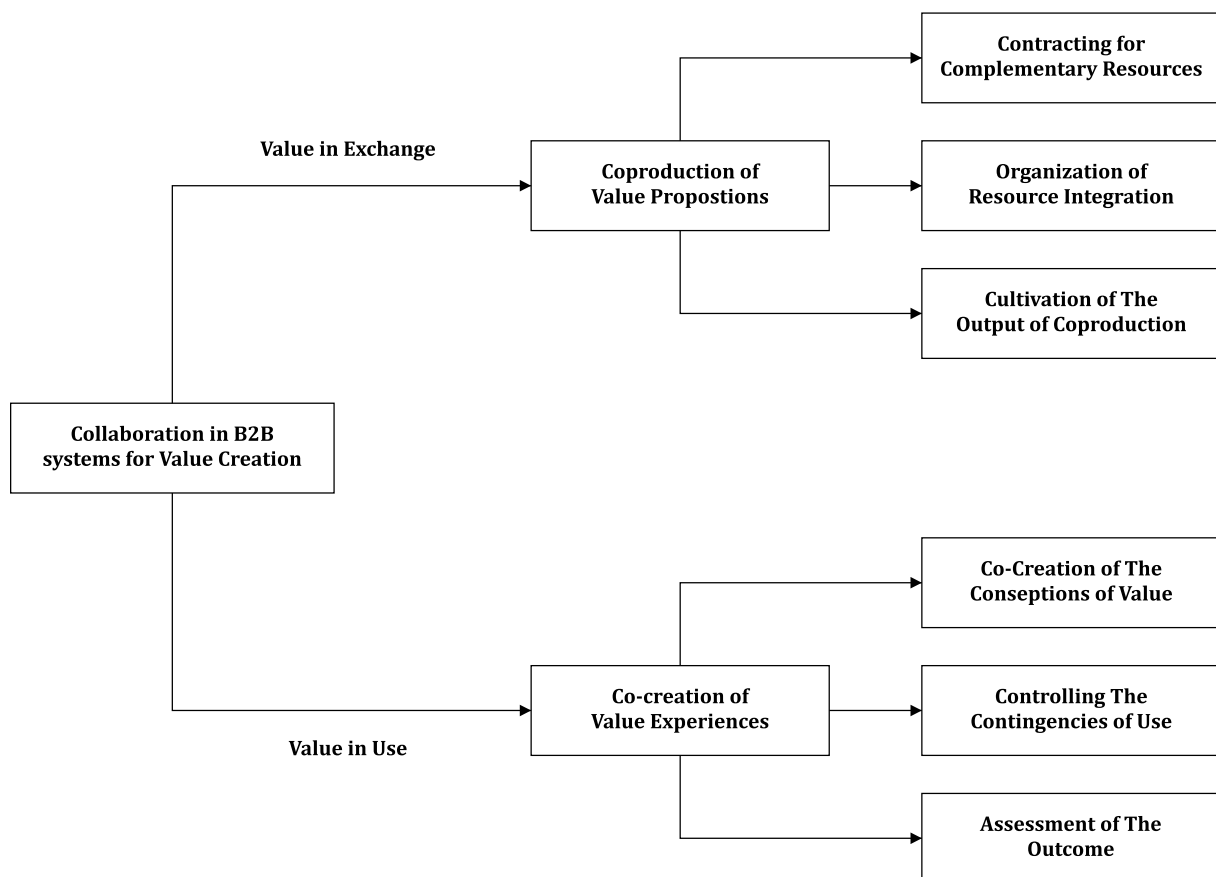 Contracting for
Complementary Resources
Value in Exchange
Coproduction of
Value Propostions
Organization of
Resource Integration
Cultivation of The
Output of Coproduction
Collaboration in B2B
systems for Value Creation
Co-Creation of The
Conseptions of Value
Co-creation of
Value Experiences
Controlling The
Contingencies of Use
Value in Use
Assessment of The
Outcome